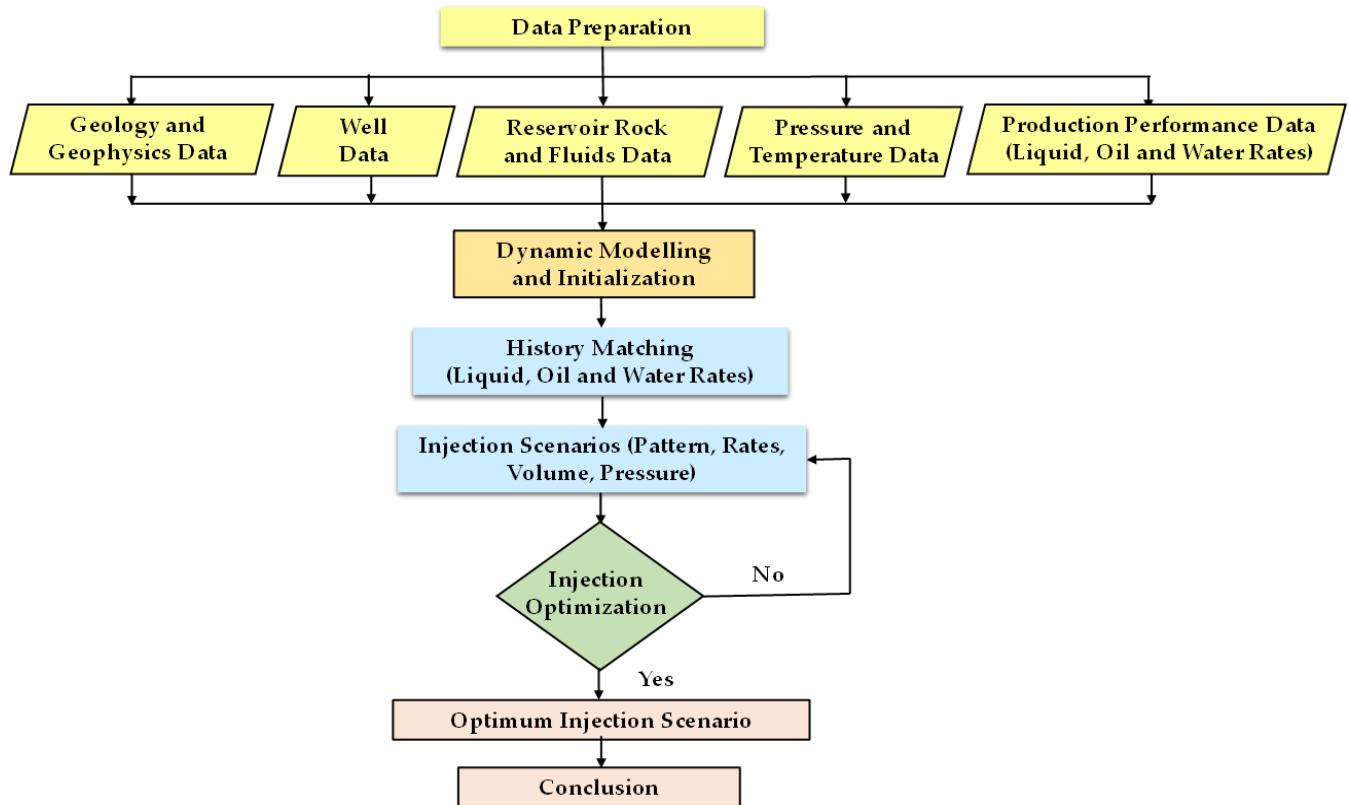 Data Preparation
Geology and
Geophysics Data
Well
Data
Reservoir Rock
and Fluids Data
Pressure and
Temperature Data
Production Performance Data
(Liquid, Oil and Water Rates)
Dynamic Modelling
and Initialization
History Matching
(Liquid, Oil and Water Rates)
Injection Scenarios (Pattern, Rates,
Volume, Pressure)
Injection
Optimization
No
Yes
Optimum Injection Scenario
Conclusion